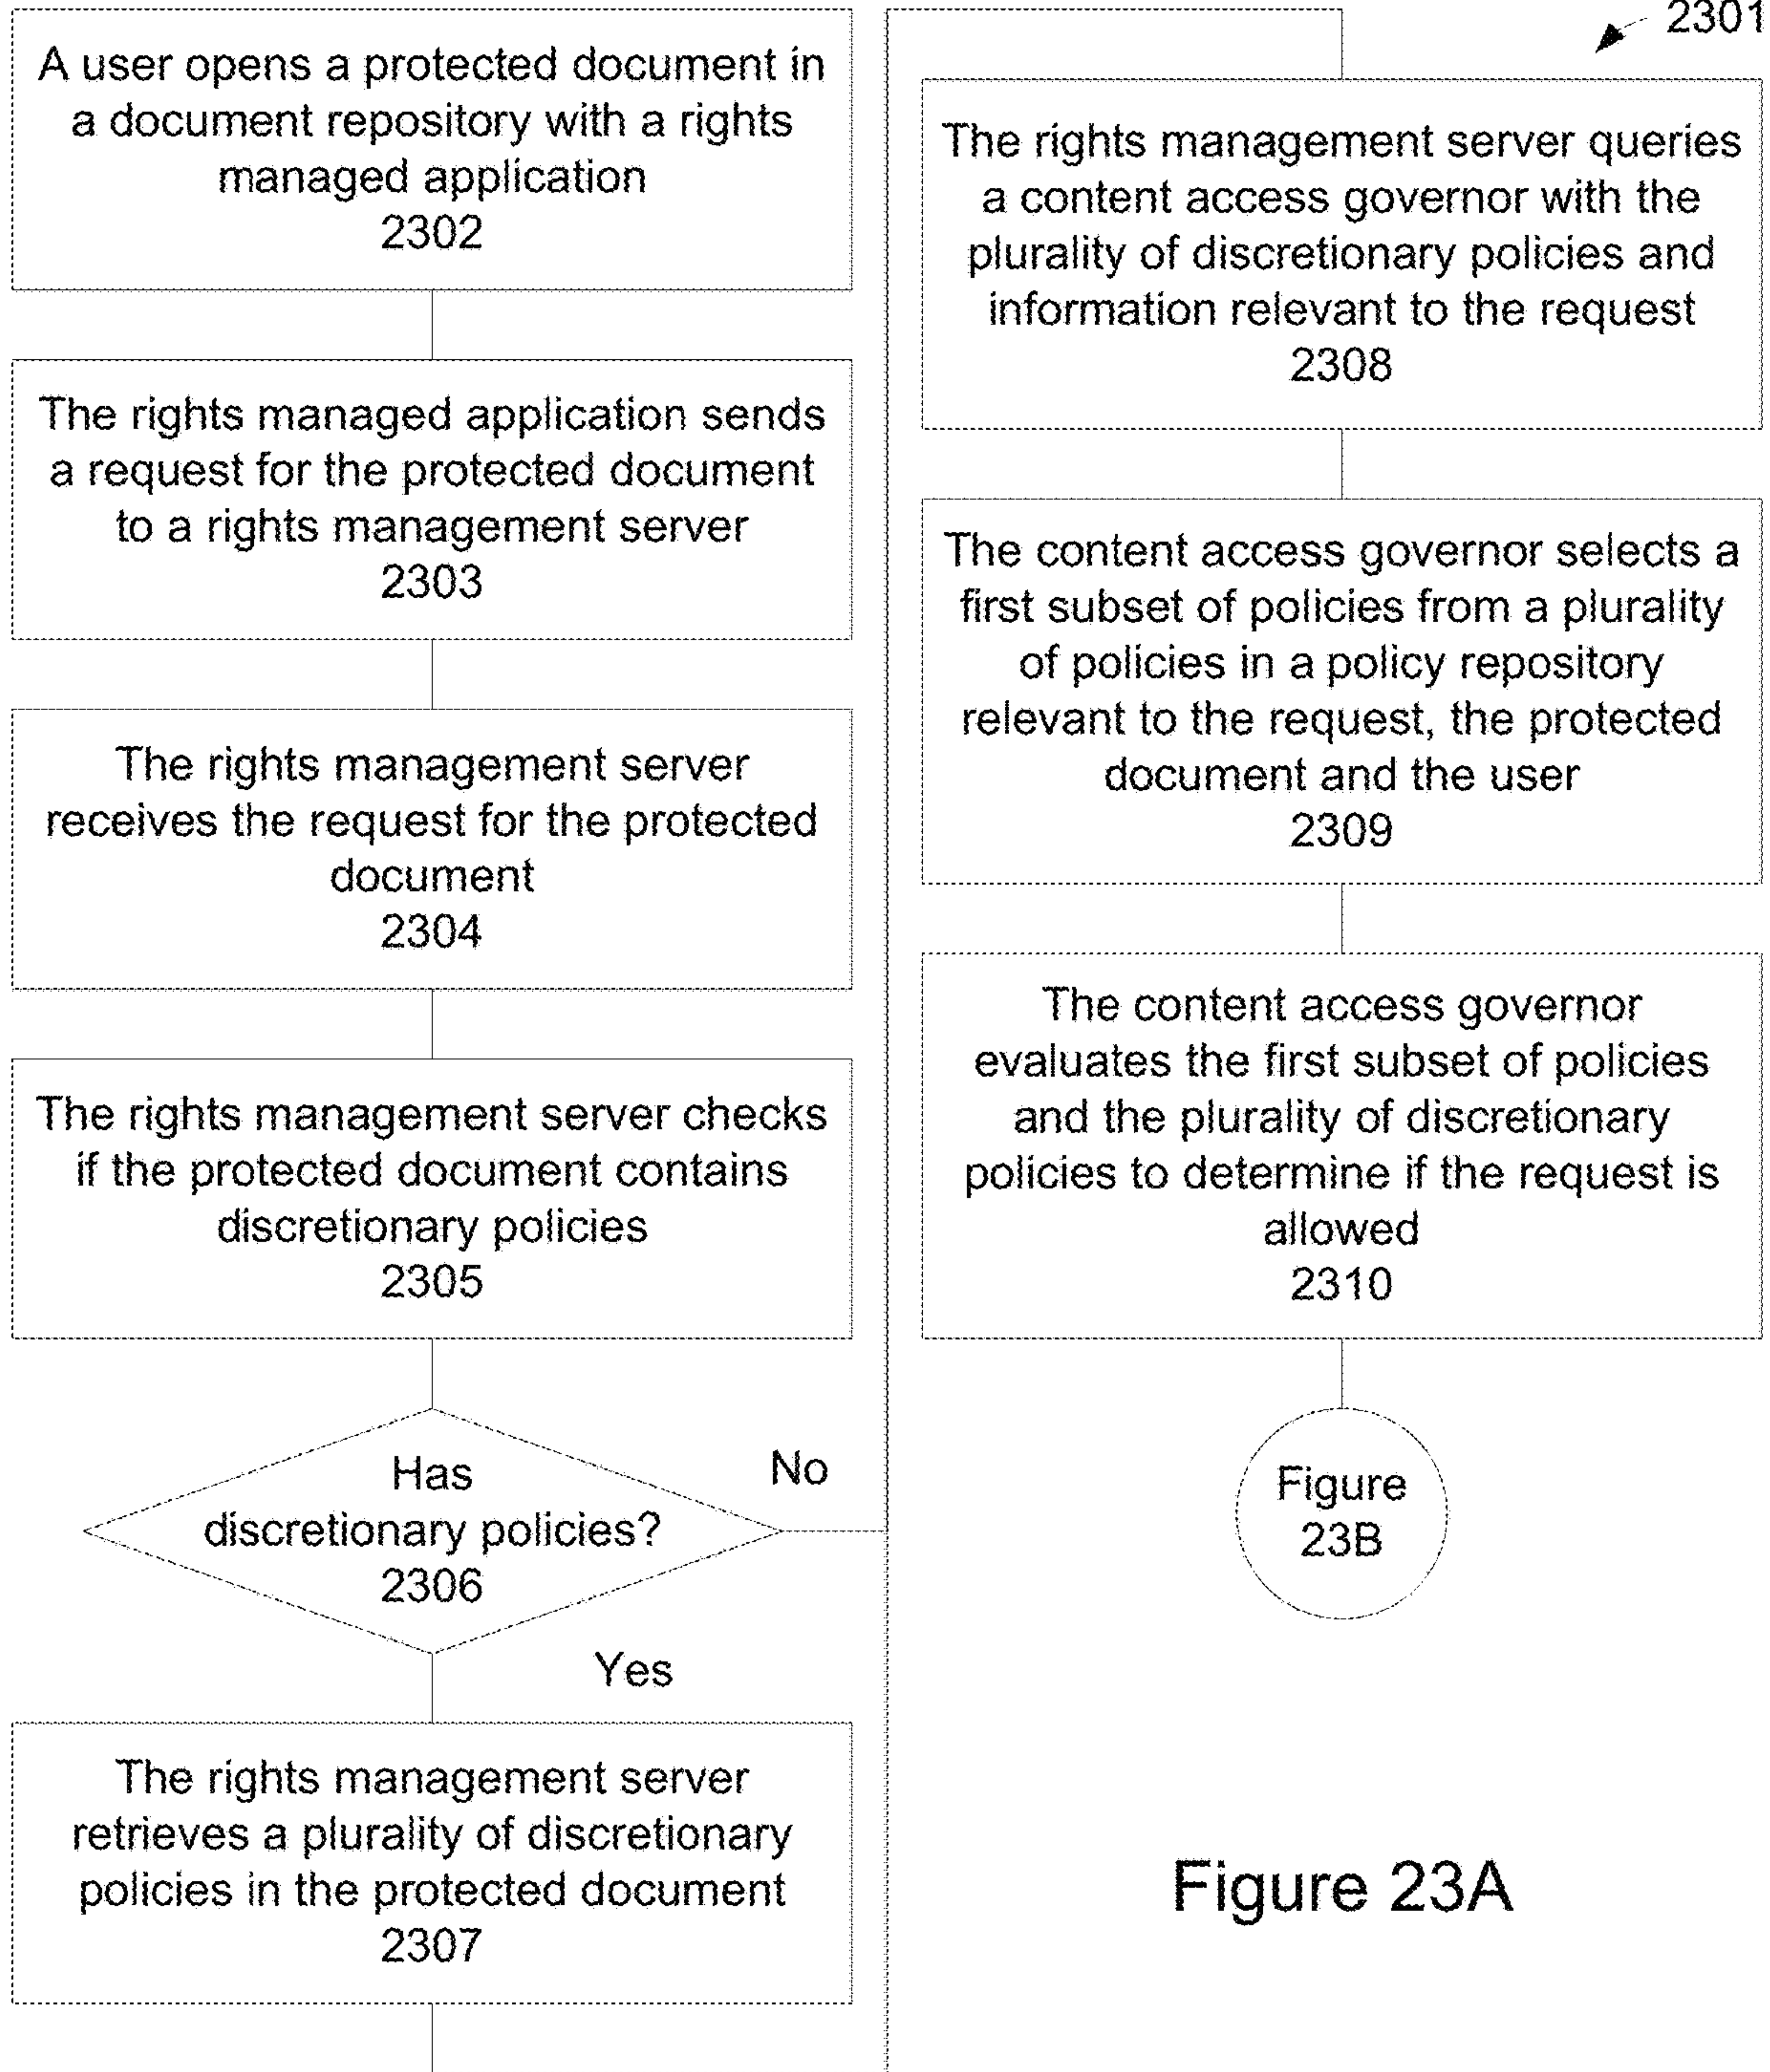 A user opens a protected document in
a document repository with a rights
managed application
2302
The rights managed application sends
a request for the protected document
to a rights management server
2303
The rights management server
receives the request for the protected
document
2304
The rights management server checks
if the protected document contains
discretionary policies
2305
Has
discretionary policies?
2306
No
Yes
The rights management server
retrieves a plurality of discretionary
policies in the protected document
2307
2301
The rights management server queries
a content access governor with the
plurality of discretionary policies and
information relevant to the request
2308
The content access governor selects a
first subset of policies from a plurality
of policies in a policy repository
relevant to the request, the protected
document and the user
2309
The content access governor
evaluates the first subset of policies
and the plurality of discretionary
policies to determine if the request is
allowed
2310
Figure
23B
Figure 23A